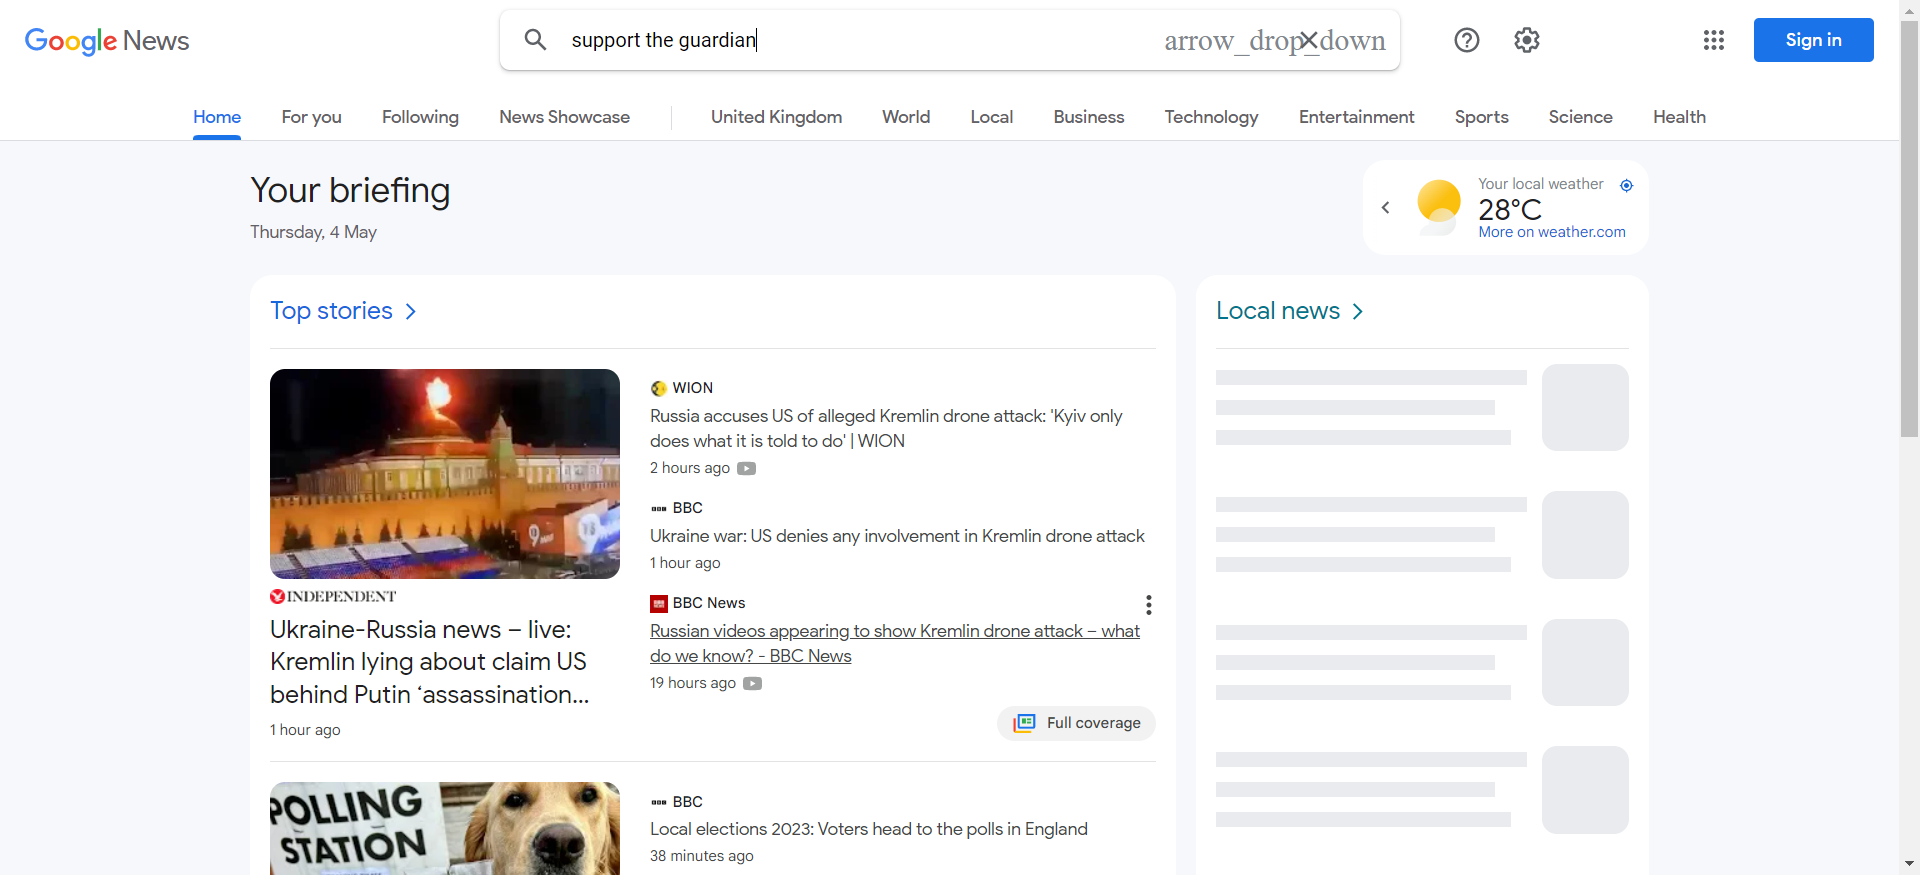 Google News
support the guardian
arrow_drop_down
Sign in
Home
For you
Following
News Showcase
United Kingdom
World
Local
Business
Technology
Entertainment
Sports
Science
Health
Your briefing
Thursday, 4 May
Your local weather
28°C
More on weather.com
Top stories
Local news
INDEPENDENT
Ukraine-Russia news – live:
Kremlin lying about claim US
behind Putin ‘assassination...
1 hour ago
WION
Russia accuses US of alleged Kremlin drone attack: 'Kyiv only
does what it is told to do' | WION
2 hours ago
BBC
Ukraine war: US denies any involvement in Kremlin drone attack
1 hour ago
BBC News
Russian videos appearing to show Kremlin drone attack – what
do we know? - BBC News
19 hours ago
Full coverage
POLLING
STATION
BBC
Local elections 2023: Voters head to the polls in England
38 minutes ago